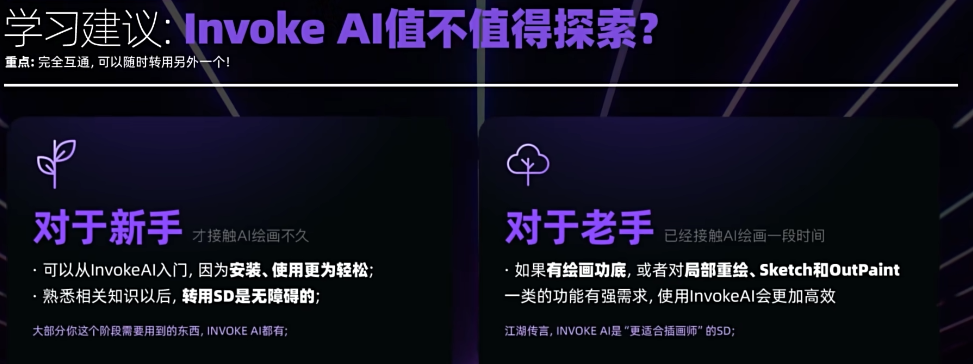 学习建议: Invoke AI值不值得探索?
重点: 完全互通, 可以随时转用另外一个!
对于新手 才接触AI绘画不久
· 可以从InvokeAI入门, 因为安装、使用更为轻松;
· 熟悉相关知识以后, 转用SD是无障碍的;
大部分你这个阶段需要用到的东西, INVOKE AI都有;
对于老手 已经接触AI绘画一段时间
· 如果有绘画功底, 或者对局部重绘、Sketch和OutPaint
一类的功能有强需求, 使用InvokeAI会更加高效
江湖传言, INVOKE AI是 “更适合插画师” 的SD;